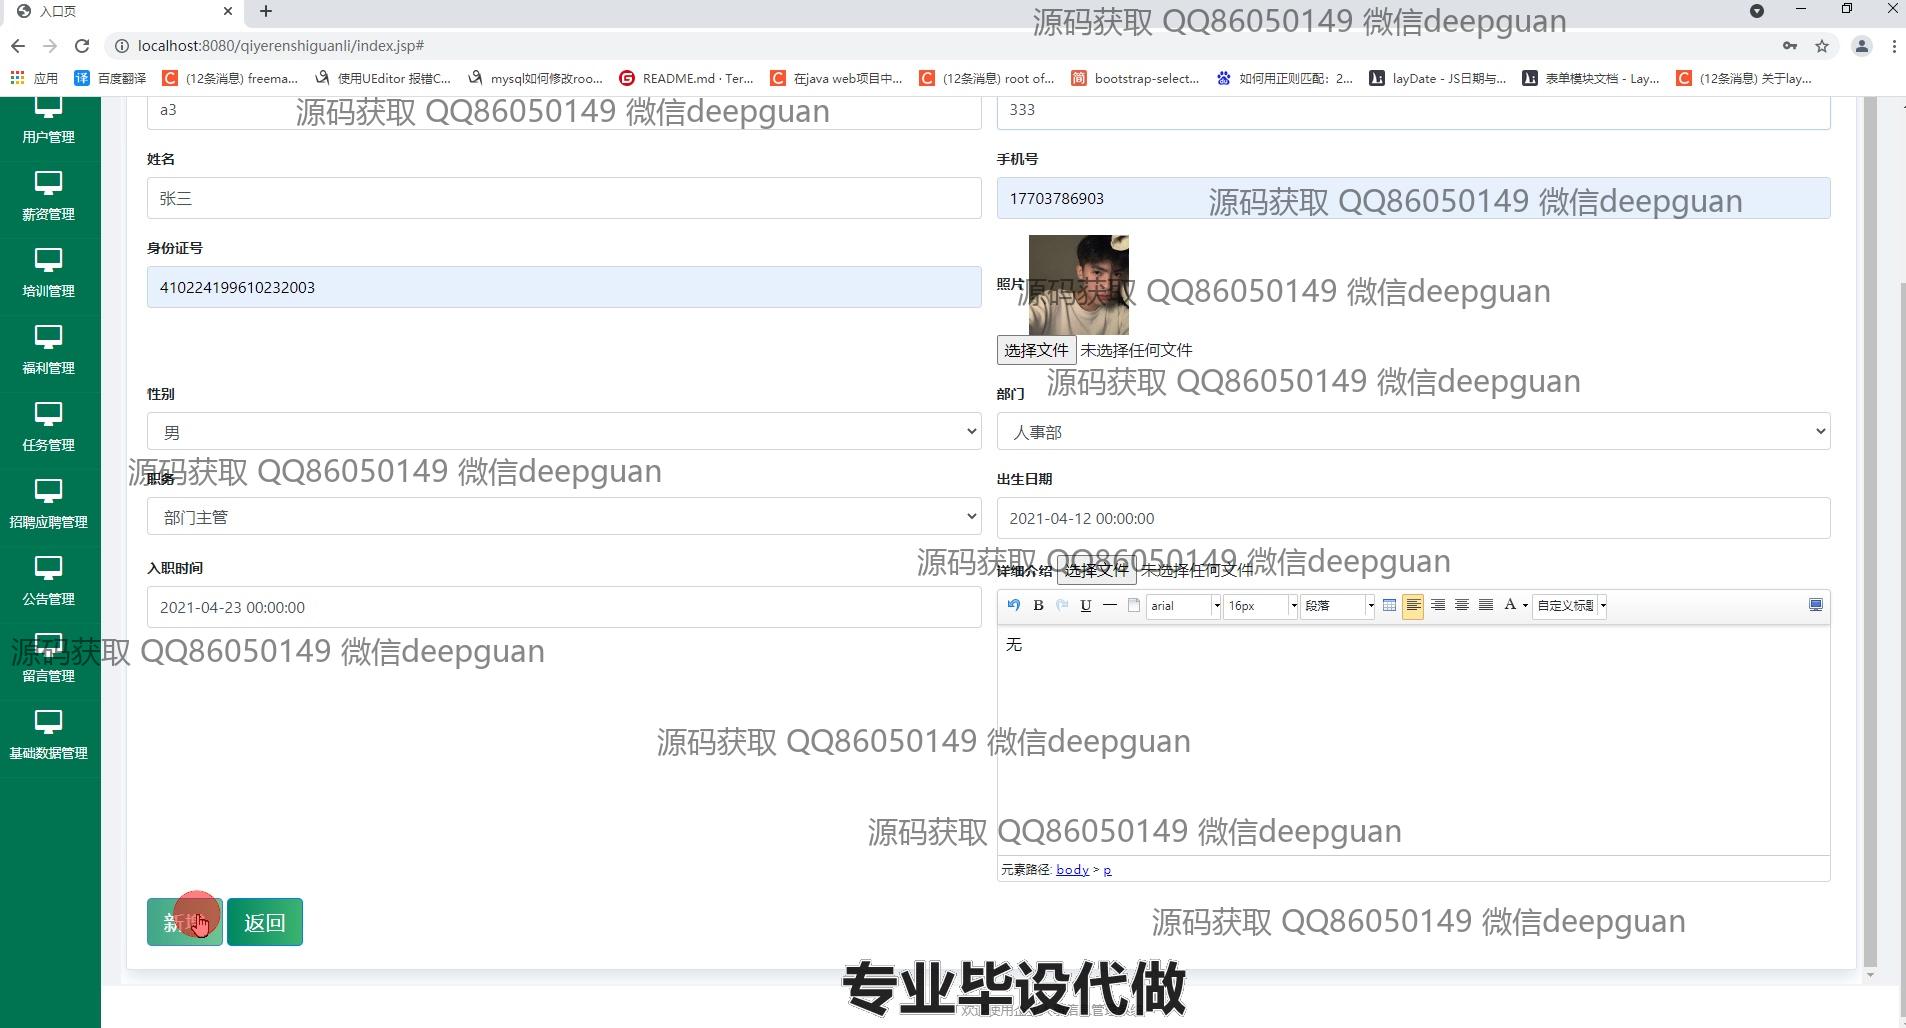 入口页
源码获取 QQ86050149 微信deepguan
localhost:8080/qiyerenshiguanli/index.jsp#
应用
译 百度翻译
(12条消息) freema...
使用UEditor 报错C...
mysql如何修改roo...
README.md · Ter...
在java web项目中...
(12条消息) root of...
简 bootstrap-select...
如何用正则匹配：2...
layDate - JS日期与...
表单模块文档 - Lay...
(12条消息) 关于lay...
用户管理
薪资管理
培训管理
福利管理
任务管理
招聘应聘管理
公告管理
留言管理
基础数据管理
a3
源码获取 QQ86050149 微信deepguan
333
姓名
手机号
张三
17703786903
源码获取 QQ86050149 微信deepguan
身份证号
410224199610232003
照片
源码获取 QQ86050149 微信deepguan
选择文件 未选择任何文件
源码获取 QQ86050149 微信deepguan
性别
部门
男
人事部
源码获取 QQ86050149 微信deepguan
职务
出生日期
部门主管
2021-04-12 00:00:00
入职时间
源码获取 QQ86050149 微信deepguan
详细介绍 选择文件 未选择任何文件
2021-04-23 00:00:00
B U arial 16px 段落 A 自定义标题
无
源码获取 QQ86050149 微信deepguan
源码获取 QQ86050149 微信deepguan
源码获取 QQ86050149 微信deepguan
元素路径: body > p
新增
返回
源码获取 QQ86050149 微信deepguan
专业毕设代做